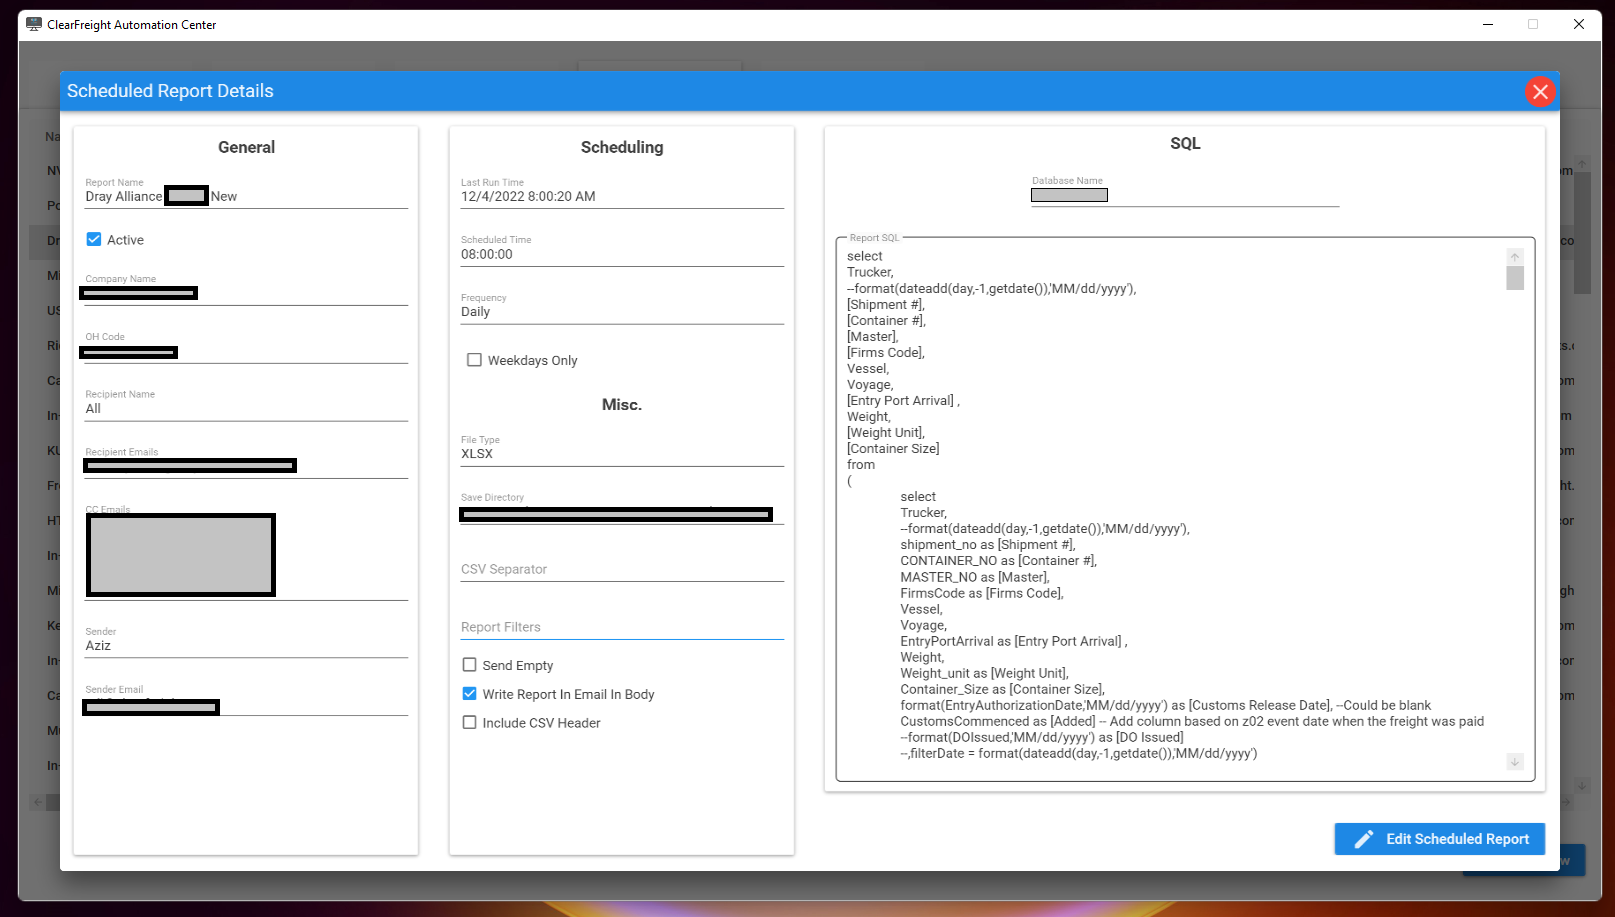 ClearFreight Automation Center
Scheduled Report Details
General
Report Name
Dray Alliance New
Active
Company Name
OH Code
Recipient Name
All
Recipient Emails
CC Emails
Sender
Aziz
Sender Email
Scheduling
Last Run Time
12/4/2022 8:00:20 AM
Scheduled Time
08:00:00
Frequency
Daily
Weekdays Only
Misc.
File Type
XLSX
Save Directory
CSV Separator
Report Filters
Send Empty
Write Report In Email In Body
Include CSV Header
SQL
Database Name
Report SQL
select
Trucker,
--format(dateadd(day,-1,getdate()),'MM/dd/yyyy'),
[Shipment #],
[Container #],
[Master],
[Firms Code],
Vessel,
Voyage,
[Entry Port Arrival] ,
Weight,
[Weight Unit],
[Container Size]
from
(
select
Trucker,
--format(dateadd(day,-1,getdate()),'MM/dd/yyyy'),
shipment_no as [Shipment #],
CONTAINER_NO as [Container #],
MASTER_NO as [Master],
FirmsCode as [Firms Code],
Vessel,
Voyage,
EntryPortArrival as [Entry Port Arrival] ,
Weight,
Weight_unit as [Weight Unit],
Container_Size as [Container Size],
format(EntryAuthorizationDate,'MM/dd/yyyy') as [Customs Release Date], --Could be blank
CustomsCommenced as [Added] -- Add column based on z02 event date when the freight was paid
--format(DOIssued,'MM/dd/yyyy') as [DO Issued]
--,filterDate = format(dateadd(day,-1,getdate()),'MM/dd/yyyy')
Edit Scheduled Report